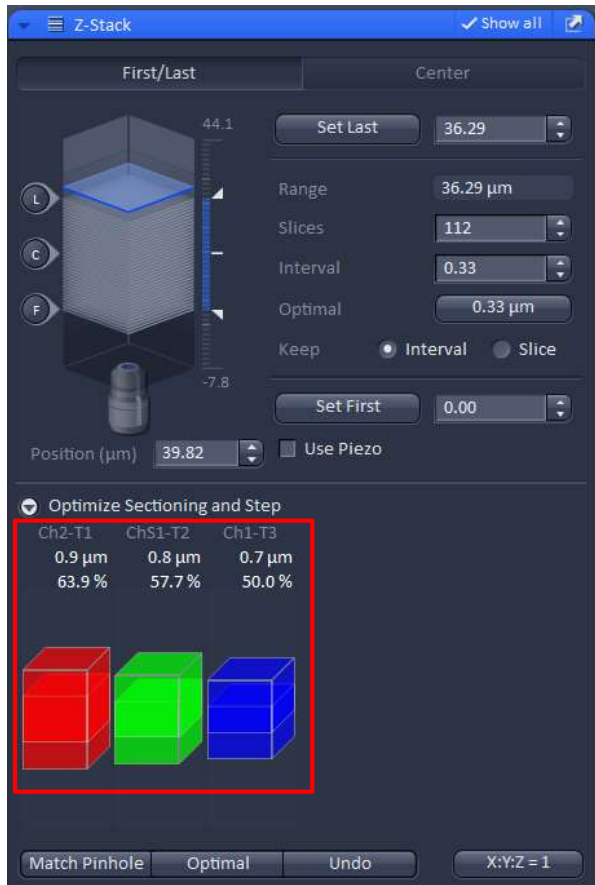 Z-Stack
Show all
First/Last
Center
44.1
Set Last
36.29
L
Range
36.29 µm
Slices
112
C
Interval
0.33
F
Optimal
0.33 µm
Keep
Interval
Slice
-7.8
Set First
0.00
Position (µm)
39.82
Use Piezo
Optimize Sectioning and Step
Ch2-T1 ChS1-T2 Ch1-T3
0.9 µm 0.8 µm 0.7 µm
63.9 % 57.7 % 50.0 %
Match Pinhole
Optimal
Undo
X:Y:Z = 1